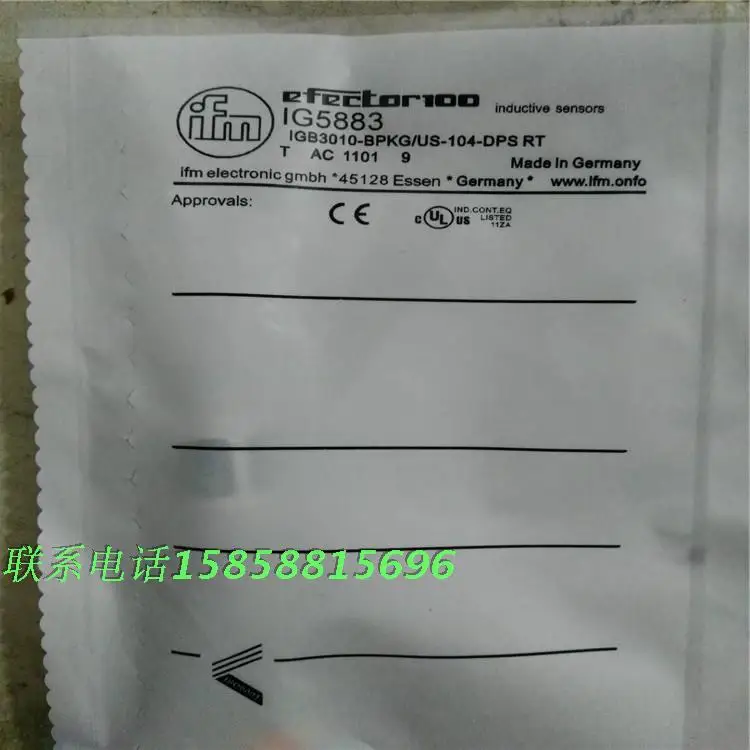 ifm
efector100
inductive sensors
IG5883
IGB3010-BPKG/US-104-DPS RT
T AC 1101 9
Made in Germany
ifm electronic gmbh *45128 Essen * Germany * www.ifm.onfo
Approvals:
CE
c UL US IND.CONT.EQ
LISTED
11ZA
联系电话15858815696